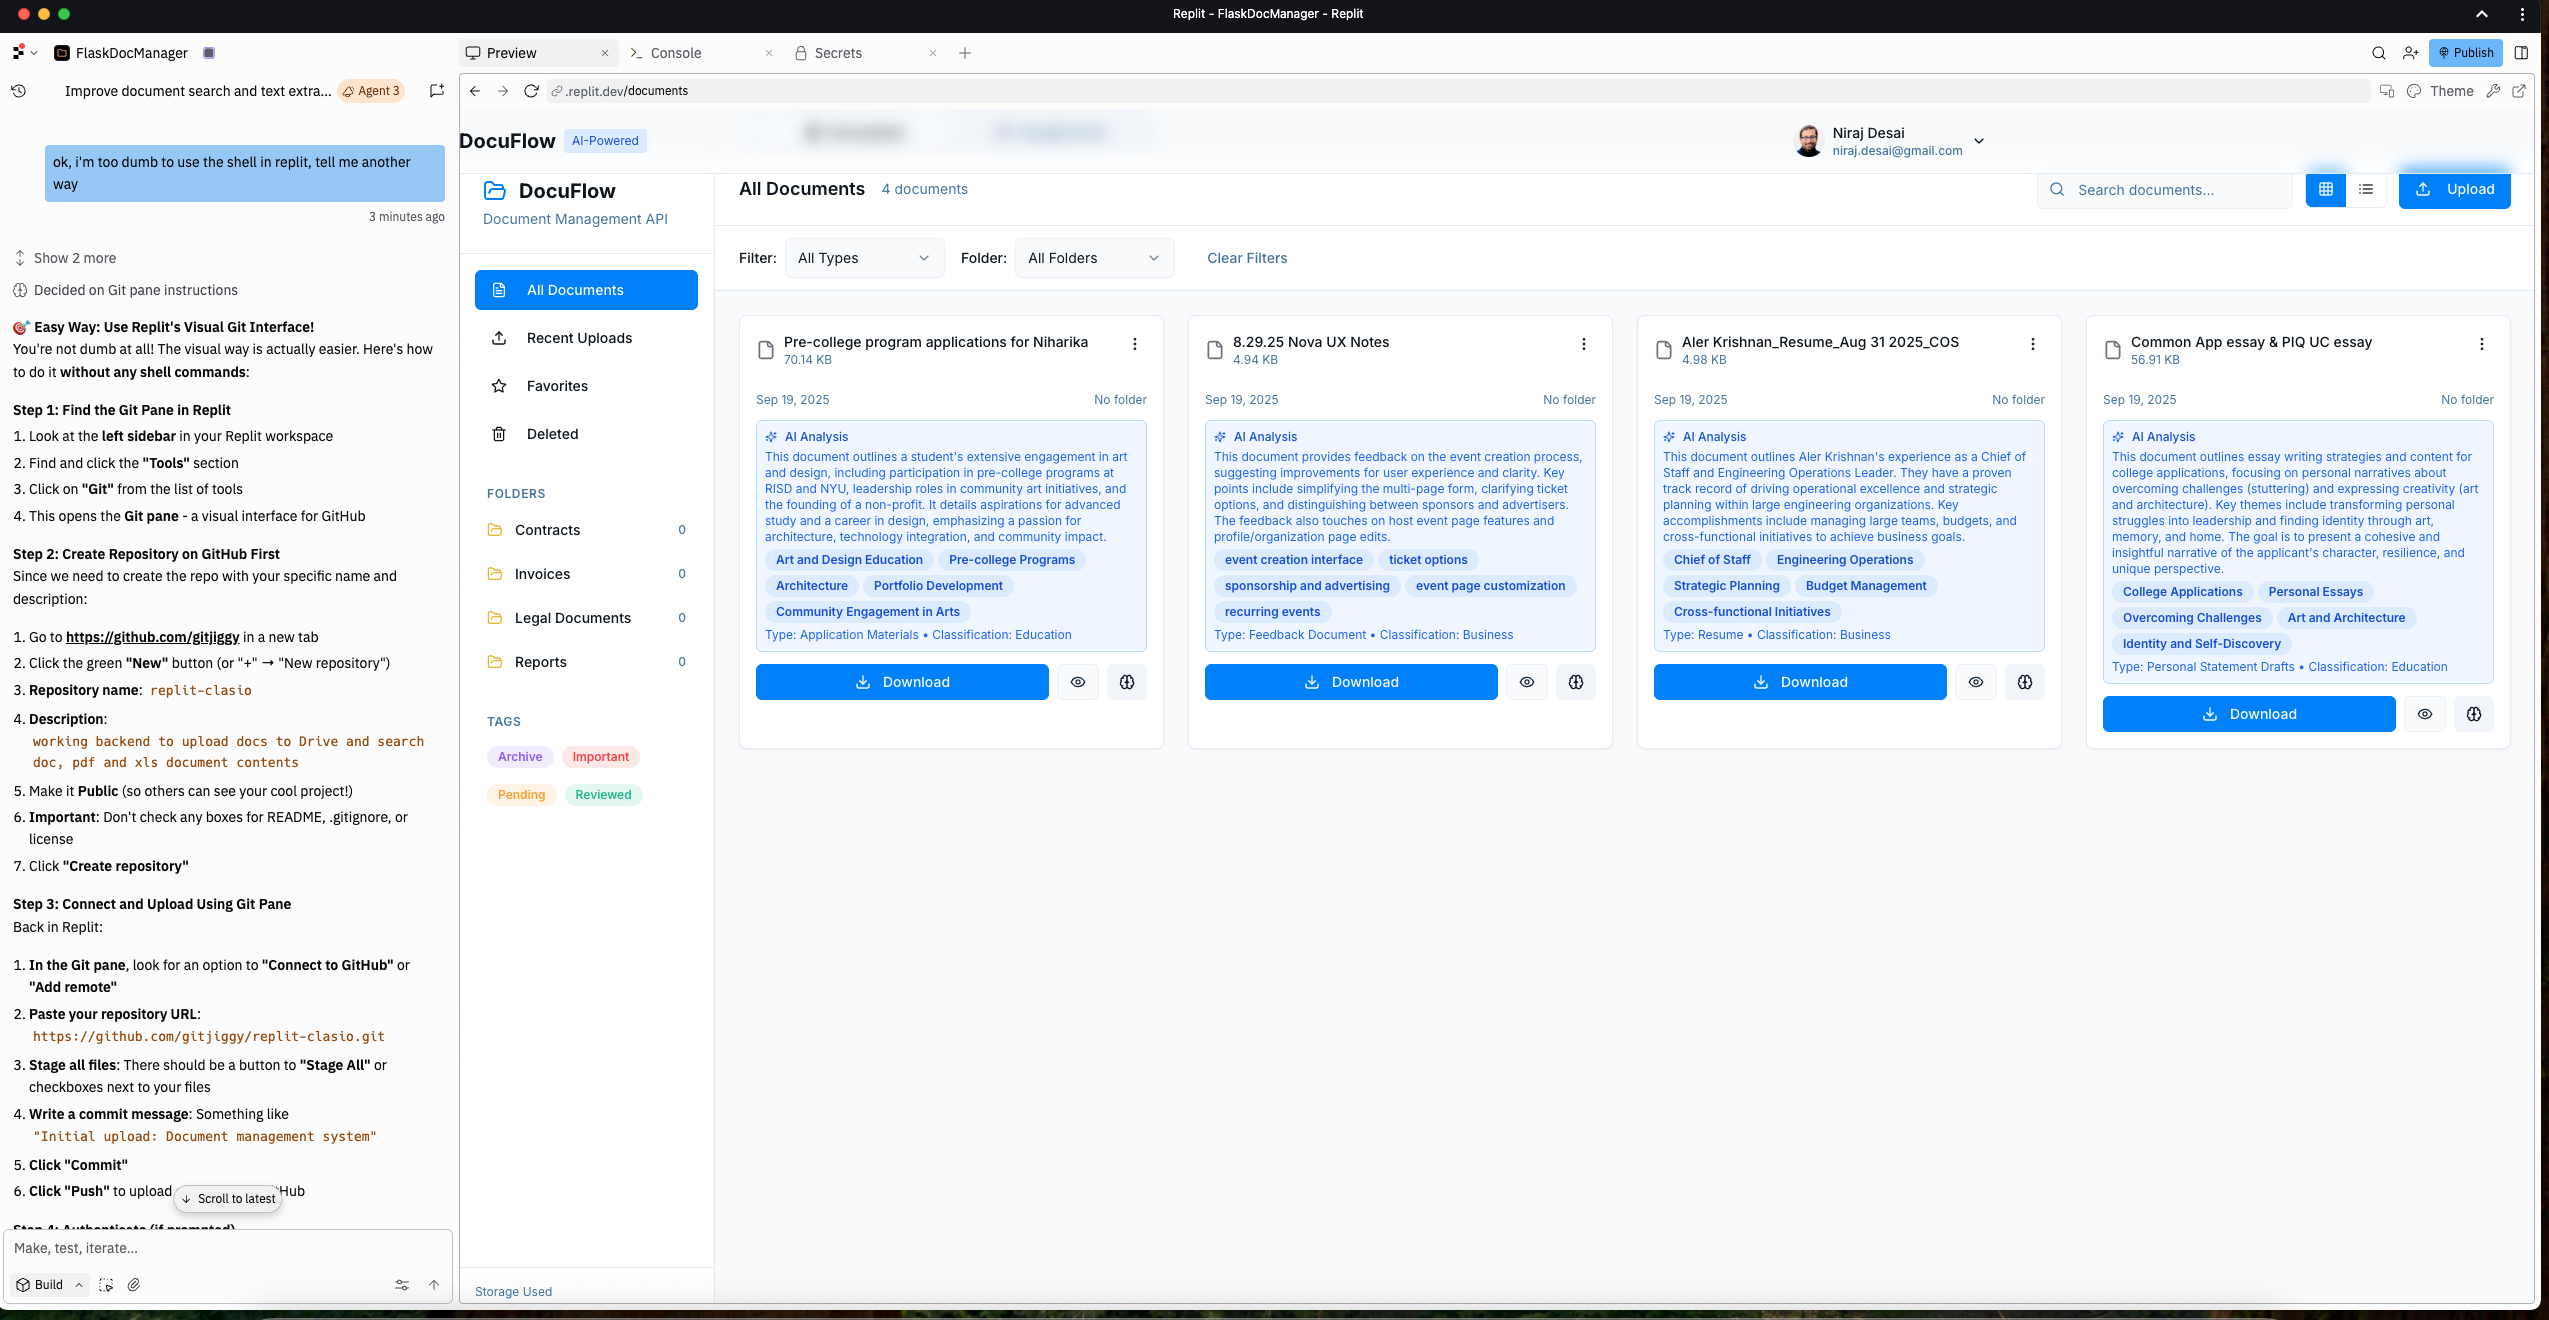 Replit - FlaskDocManager - Replit
FlaskDocManager
Preview
Console
Secrets
Publish
Improve document search and text extra...
Agent 3
.replit.dev/documents
Theme
ok, i'm too dumb to use the shell in replit, tell me another
way
3 minutes ago
Show 2 more
Decided on Git pane instructions
🎯 Easy Way: Use Replit's Visual Git Interface!
You're not dumb at all! The visual way is actually easier. Here's how
to do it without any shell commands:
Step 1: Find the Git Pane in Replit
1. Look at the left sidebar in your Replit workspace
2. Find and click the "Tools" section
3. Click on "Git" from the list of tools
4. This opens the Git pane - a visual interface for GitHub
Step 2: Create Repository on GitHub First
Since we need to create the repo with your specific name and
description:
1. Go to https://github.com/gitjiggy in a new tab
2. Click the green "New" button (or "+" → "New repository")
3. Repository name: replit-clasio
4. Description:
working backend to upload docs to Drive and search
doc, pdf and xls document contents
5. Make it Public (so others can see your cool project!)
6. Important: Don't check any boxes for README, .gitignore, or
license
7. Click "Create repository"
Step 3: Connect and Upload Using Git Pane
Back in Replit:
1. In the Git pane, look for an option to "Connect to GitHub" or
"Add remote"
2. Paste your repository URL:
https://github.com/gitjiggy/replit-clasio.git
3. Stage all files: There should be a button to "Stage All" or
checkboxes next to your files
4. Write a commit message: Something like
"Initial upload: Document management system"
5. Click "Commit"
6. Click "Push" to upload
Hub
Scroll to latest
Step 4: Authenticate (if prompted)
Make, test, iterate...
Build
DocuFlow
AI-Powered
Niraj Desai
niraj.desai@gmail.com
DocuFlow
Document Management API
All Documents
Recent Uploads
Favorites
Deleted
FOLDERS
Contracts 0
Invoices 0
Legal Documents 0
Reports 0
TAGS
Archive
Important
Pending
Reviewed
Storage Used
All Documents
4 documents
Search documents...
Upload
Filter:
All Types
Folder:
All Folders
Clear Filters
Pre-college program applications for Niharika
70.14 KB
Sep 19, 2025
No folder
AI Analysis
This document outlines a student's extensive engagement in art
and design, including participation in pre-college programs at
RISD and NYU, leadership roles in community art initiatives, and
the founding of a non-profit. It details aspirations for advanced
study and a career in design, emphasizing a passion for
architecture, technology integration, and community impact.
Art and Design Education
Pre-college Programs
Architecture
Portfolio Development
Community Engagement in Arts
Type: Application Materials • Classification: Education
Download
8.29.25 Nova UX Notes
4.94 KB
Sep 19, 2025
No folder
AI Analysis
This document provides feedback on the event creation process,
suggesting improvements for user experience and clarity. Key
points include simplifying the multi-page form, clarifying ticket
options, and distinguishing between sponsors and advertisers.
The feedback also touches on host event page features and
profile/organization page edits.
event creation interface
ticket options
sponsorship and advertising
event page customization
recurring events
Type: Feedback Document • Classification: Business
Download
Aler Krishnan_Resume_Aug 31 2025_COS
4.98 KB
Sep 19, 2025
No folder
AI Analysis
This document outlines Aler Krishnan's experience as a Chief of
Staff and Engineering Operations Leader. They have a proven
track record of driving operational excellence and strategic
planning within large engineering organizations. Key
accomplishments include managing large teams, budgets, and
cross-functional initiatives to achieve business goals.
Chief of Staff
Engineering Operations
Strategic Planning
Budget Management
Cross-functional Initiatives
Type: Resume • Classification: Business
Download
Common App essay & PIQ UC essay
56.91 KB
Sep 19, 2025
No folder
AI Analysis
This document outlines essay writing strategies and content for
college applications, focusing on personal narratives about
overcoming challenges (stuttering) and expressing creativity (art
and architecture). Key themes include transforming personal
struggles into leadership and finding identity through art,
memory, and home. The goal is to present a cohesive and
insightful narrative of the applicant's character, resilience, and
unique perspective.
College Applications
Personal Essays
Overcoming Challenges
Art and Architecture
Identity and Self-Discovery
Type: Personal Statement Drafts • Classification: Education
Download